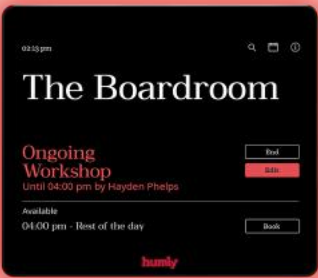 02:15 pm
The Boardroom
Ongoing
Workshop
Until 04:00 pm by Hayden Phelps
End
Edit
Available
04:00 pm - Rest of the day
Book
humly